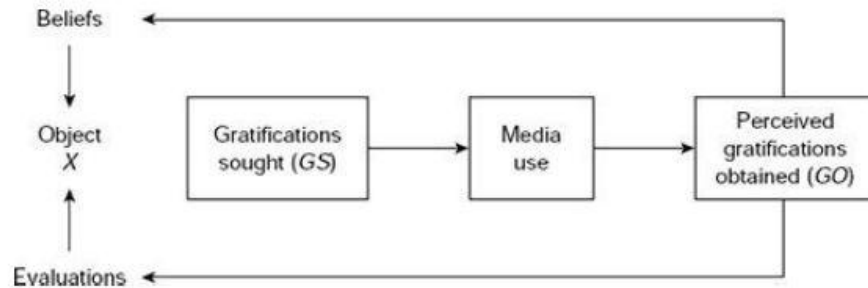 Beliefs
Object
X
Evaluations
Gratifications
sought (GS)
Media
use
Perceived
gratifications
obtained (GO)